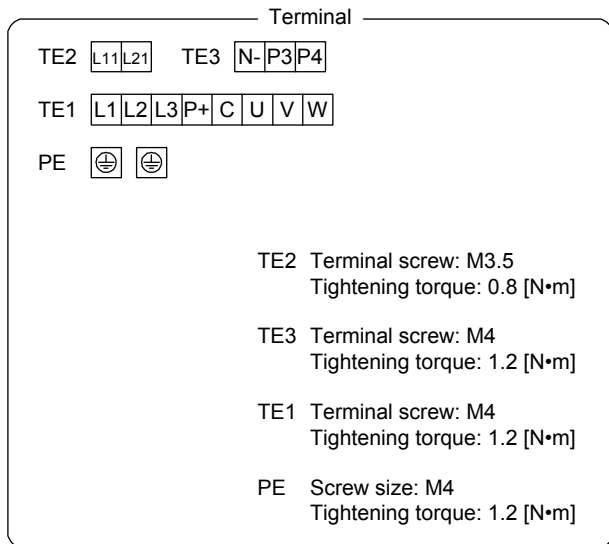 Terminal
TE2 L11 L21 TE3 N- P3 P4
TE1 L1 L2 L3 P+ C U V W
PE
TE2 Terminal screw: M3.5
Tightening torque: 0.8 [N•m]
TE3 Terminal screw: M4
Tightening torque: 1.2 [N•m]
TE1 Terminal screw: M4
Tightening torque: 1.2 [N•m]
PE Screw size: M4
Tightening torque: 1.2 [N•m]